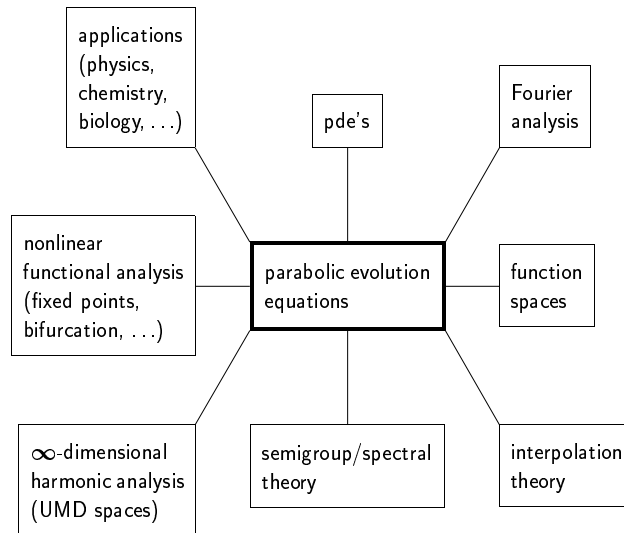 applications
(physics,
chemistry,
biology, ...)
pde's
Fourier
analysis
nonlinear
functional analysis
(fixed points,
bifurcation, ...)
parabolic evolution
equations
function
spaces
∞-dimensional
harmonic analysis
(UMD spaces)
semigroup/spectral
theory
interpolation
theory